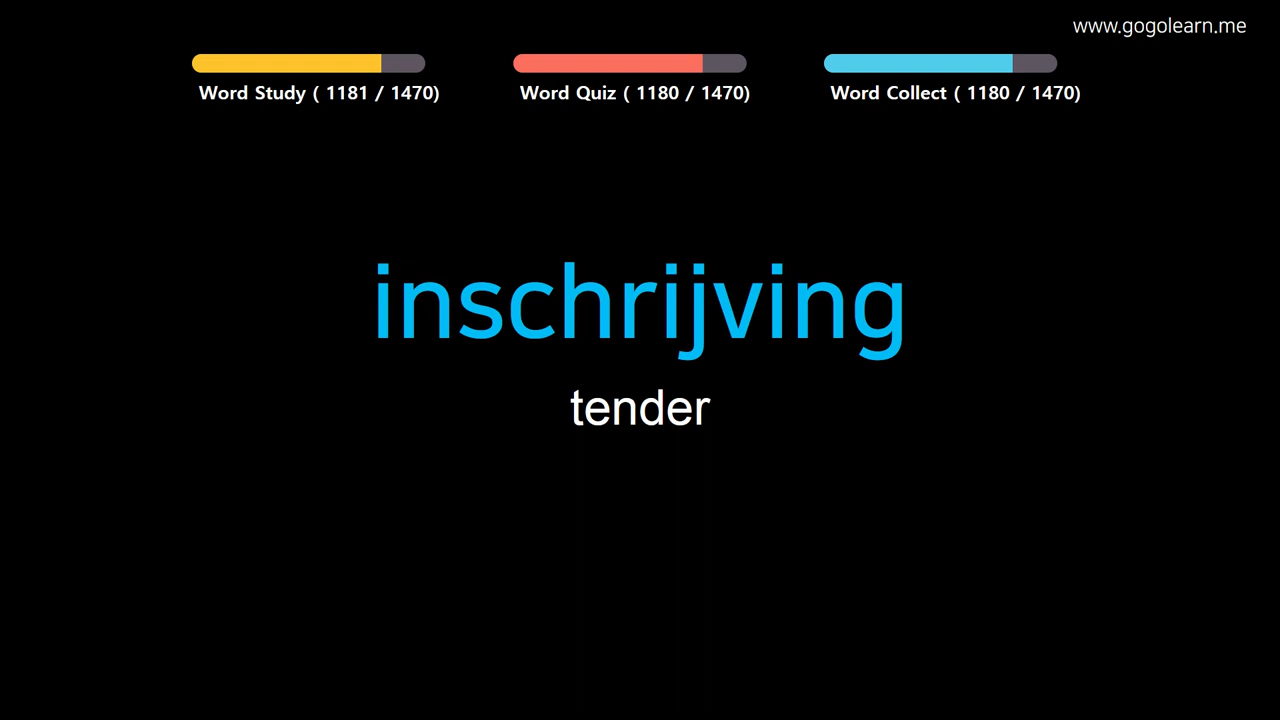 www.gogolearn.me
Word Study ( 1181 / 1470)
Word Quiz ( 1180 / 1470)
Word Collect ( 1180 / 1470)
inschrijving
tender